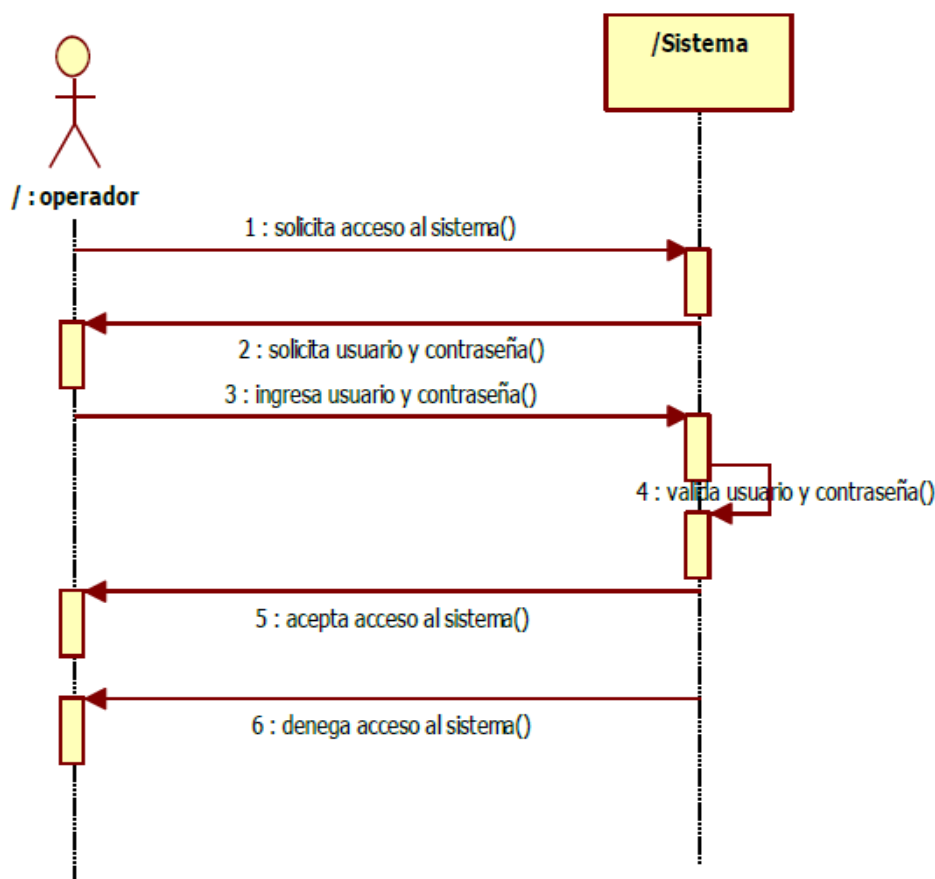 /Sistema
/ : operador
1 : solicita acceso al sistema()
2 : solicita usuario y contraseña()
3 : ingresa usuario y contraseña()
4 : valida usuario y contraseña()
5 : acepta acceso al sistema()
6 : denega acceso al sistema()